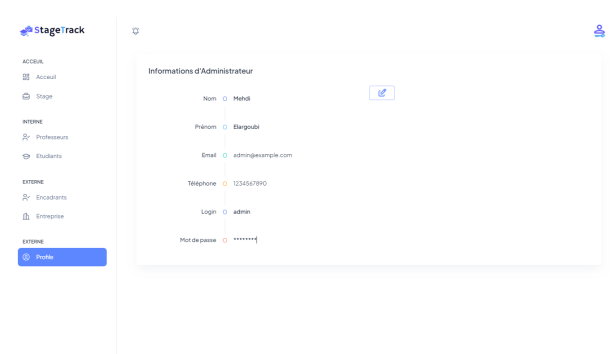 StageTrack
ACCEUIL
Acceuil
Stage
INTERNE
Professeurs
Etudiants
EXTERNE
Encadrants
Entreprise
EXTERNE
Profile
Informations d'Administrateur
Nom Mehdi
Prénom Elargoubi
Email admin@example.com
Téléphone 1234567890
Login admin
Mot de passe ********